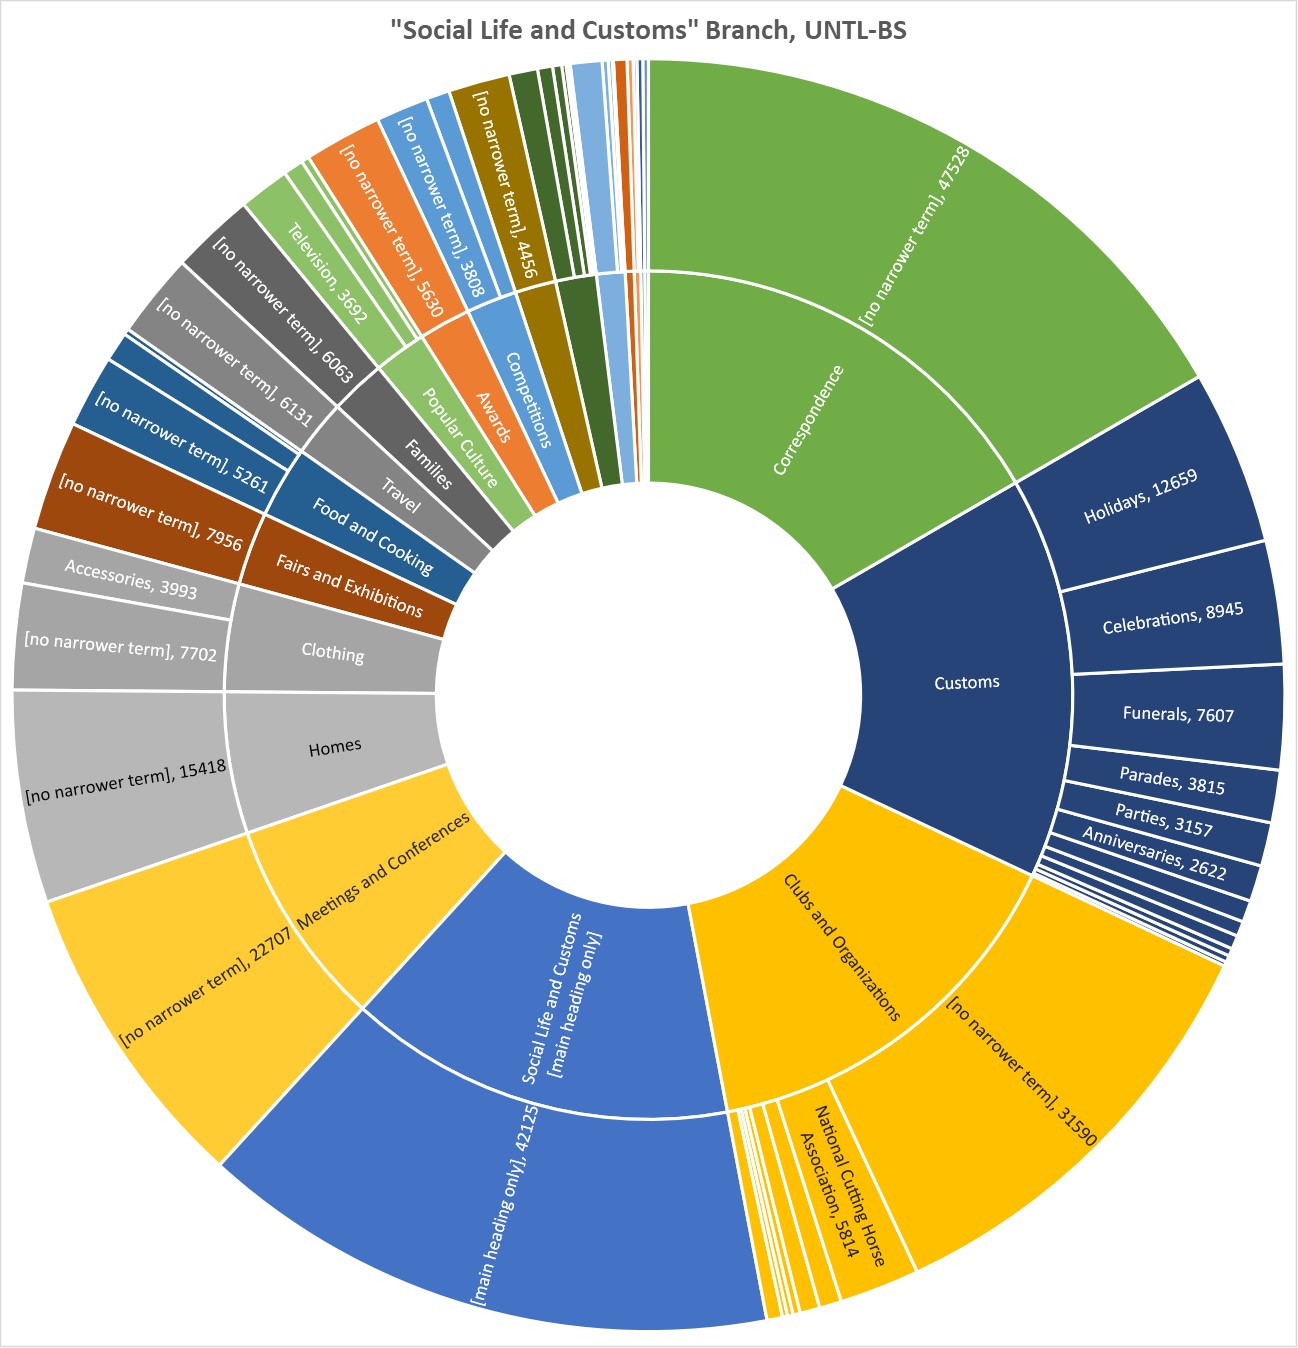 "Social Life and Customs" Branch, UNTL-BS
Correspondence
[no narrower term], 47528
Customs
Holidays, 12659
Celebrations, 8945
Funerals, 7607
Parades, 3815
Parties, 3157
Anniversaries, 2622
Clubs and Organizations
[no narrower term], 31590
National Cutting Horse
Association, 5814
Social Life and Customs
[main heading only]
[main heading only], 42125
Meetings and Conferences
[no narrower term], 22707
Homes
[no narrower term], 15418
Clothing
[no narrower term], 7702
Accessories, 3993
Fairs and Exhibitions
[no narrower term], 7956
Food and Cooking
[no narrower term], 5261
Travel
[no narrower term], 6131
Families
[no narrower term], 6063
Popular Culture
Television, 3692
Awards
[no narrower term], 5630
Competitions
[no narrower term], 3808
[no narrower term], 4456